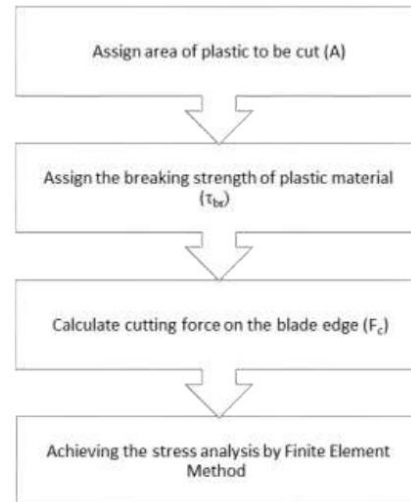 Assign area of plastic to be cut (A)
Assign the breaking strength of plastic material
(τbr)
Calculate cutting force on the blade edge (Fc)
Achieving the stress analysis by Finite Element
Method